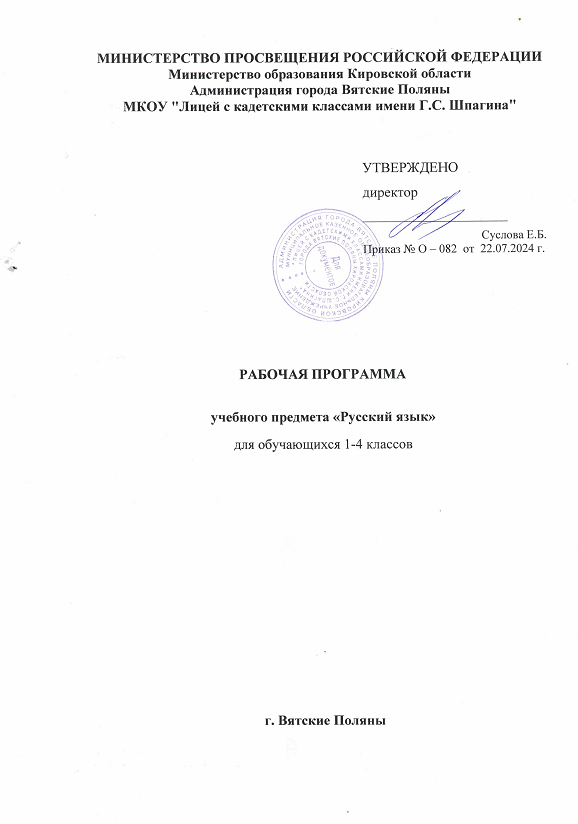 МИНИСТЕРСТВО ПРОСВЕЩЕНИЯ РОССИЙСКОЙ ФЕДЕРАЦИИ
Министерство образования Кировской области
Администрация города Вятские Поляны
МКОУ "Лицей с кадетскими классами имени Г.С. Шпагина"
УТВЕРЖДЕНО
директор
Суслова Е.Б.
Приказ № О – 082 от 22.07.2024 г.
Для
документов
РАБОЧАЯ ПРОГРАММА
учебного предмета «Русский язык»
для обучающихся 1-4 классов
г. Вятские Поляны